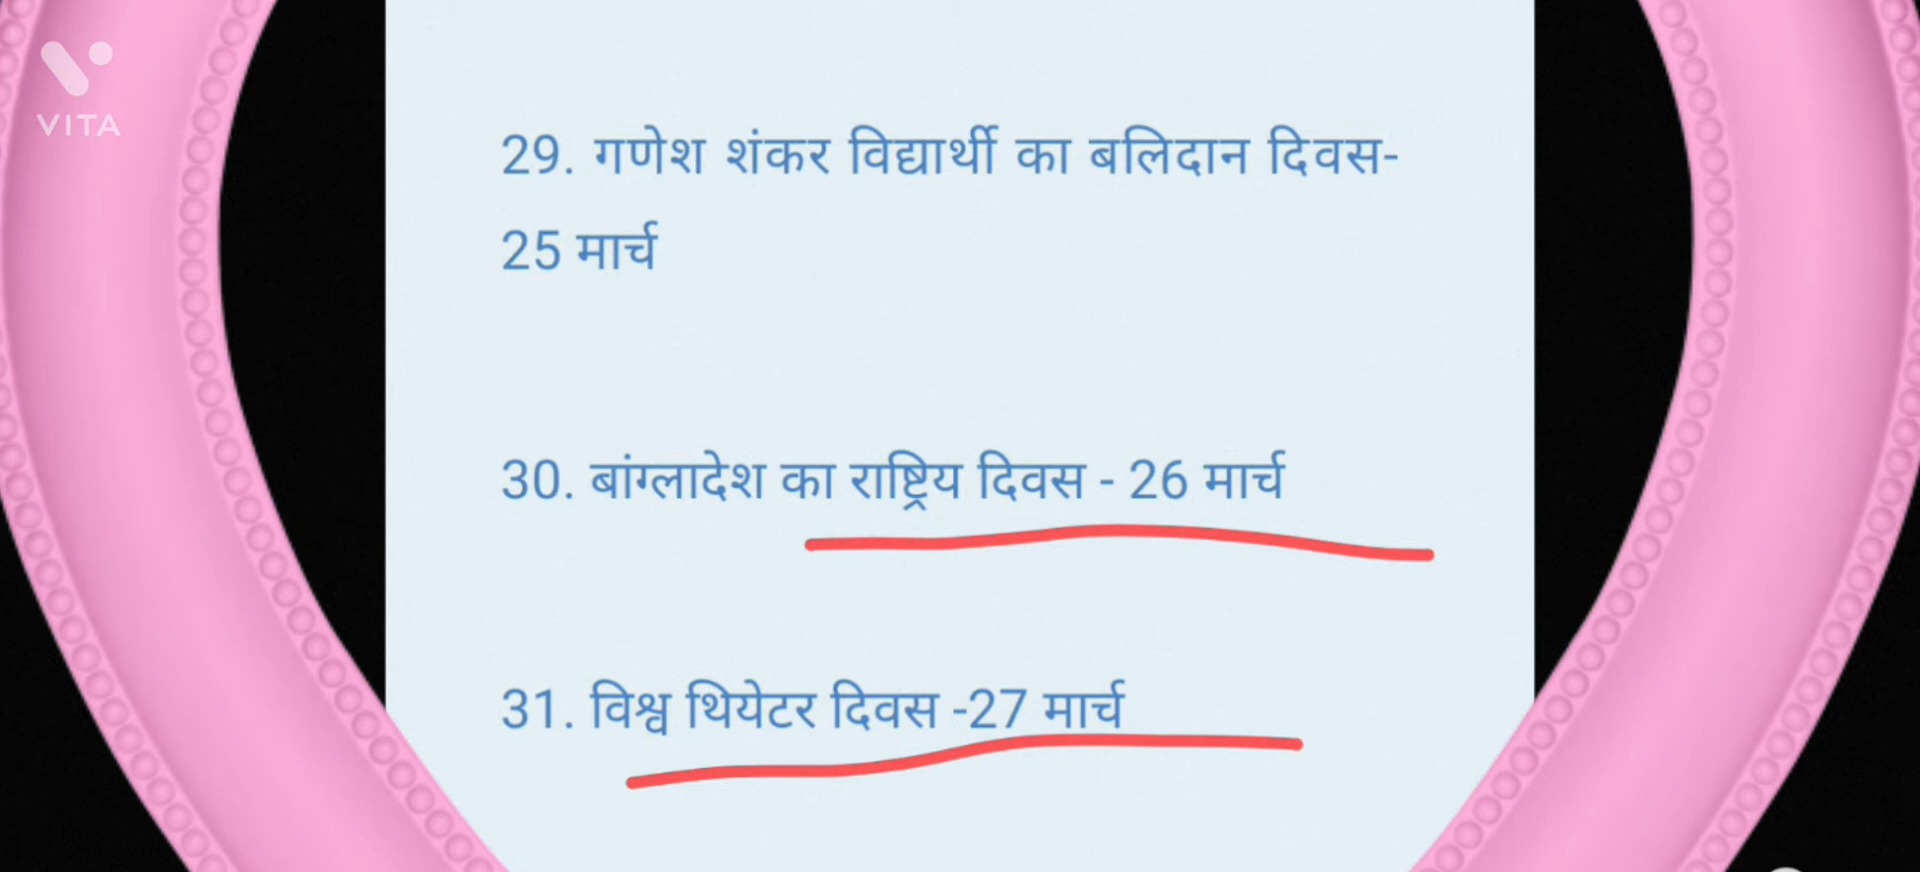 VITA
29. गणेश शंकर विद्यार्थी का बलिदान दिवस-
25 मार्च
30. बांग्लादेश का राष्ट्रिय दिवस - 26 मार्च
31. विश्व थियेटर दिवस -27 मार्च